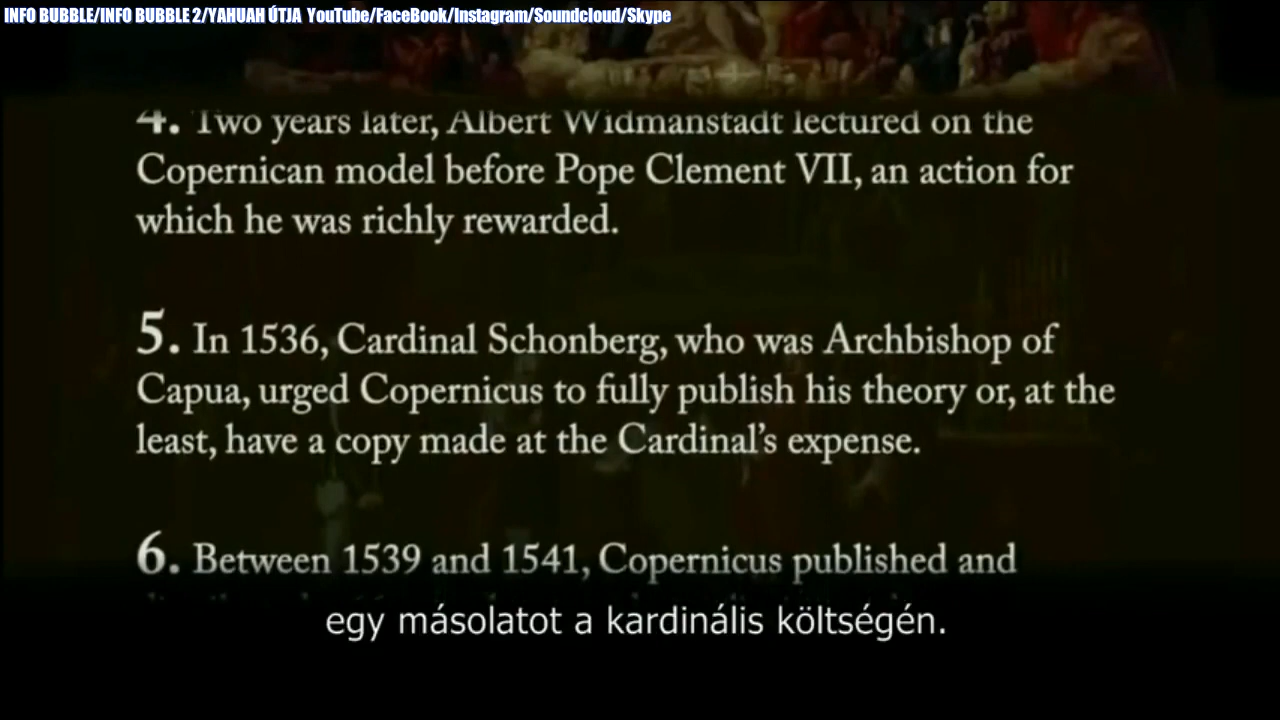 INFO BUBBLE/INFO BUBBLE 2/YAHUAH ÚTJA YouTube/FaceBook/Instagram/Soundcloud/Skype
4. Two years later, Albert Widmanstadt lectured on the
Copernican model before Pope Clement VII, an action for
which he was richly rewarded.
5. In 1536, Cardinal Schonberg, who was Archbishop of
Capua, urged Copernicus to fully publish his theory or, at the
least, have a copy made at the Cardinal's expense.
6. Between 1539 and 1541, Copernicus published and
egy másolatot a kardinális költségén.